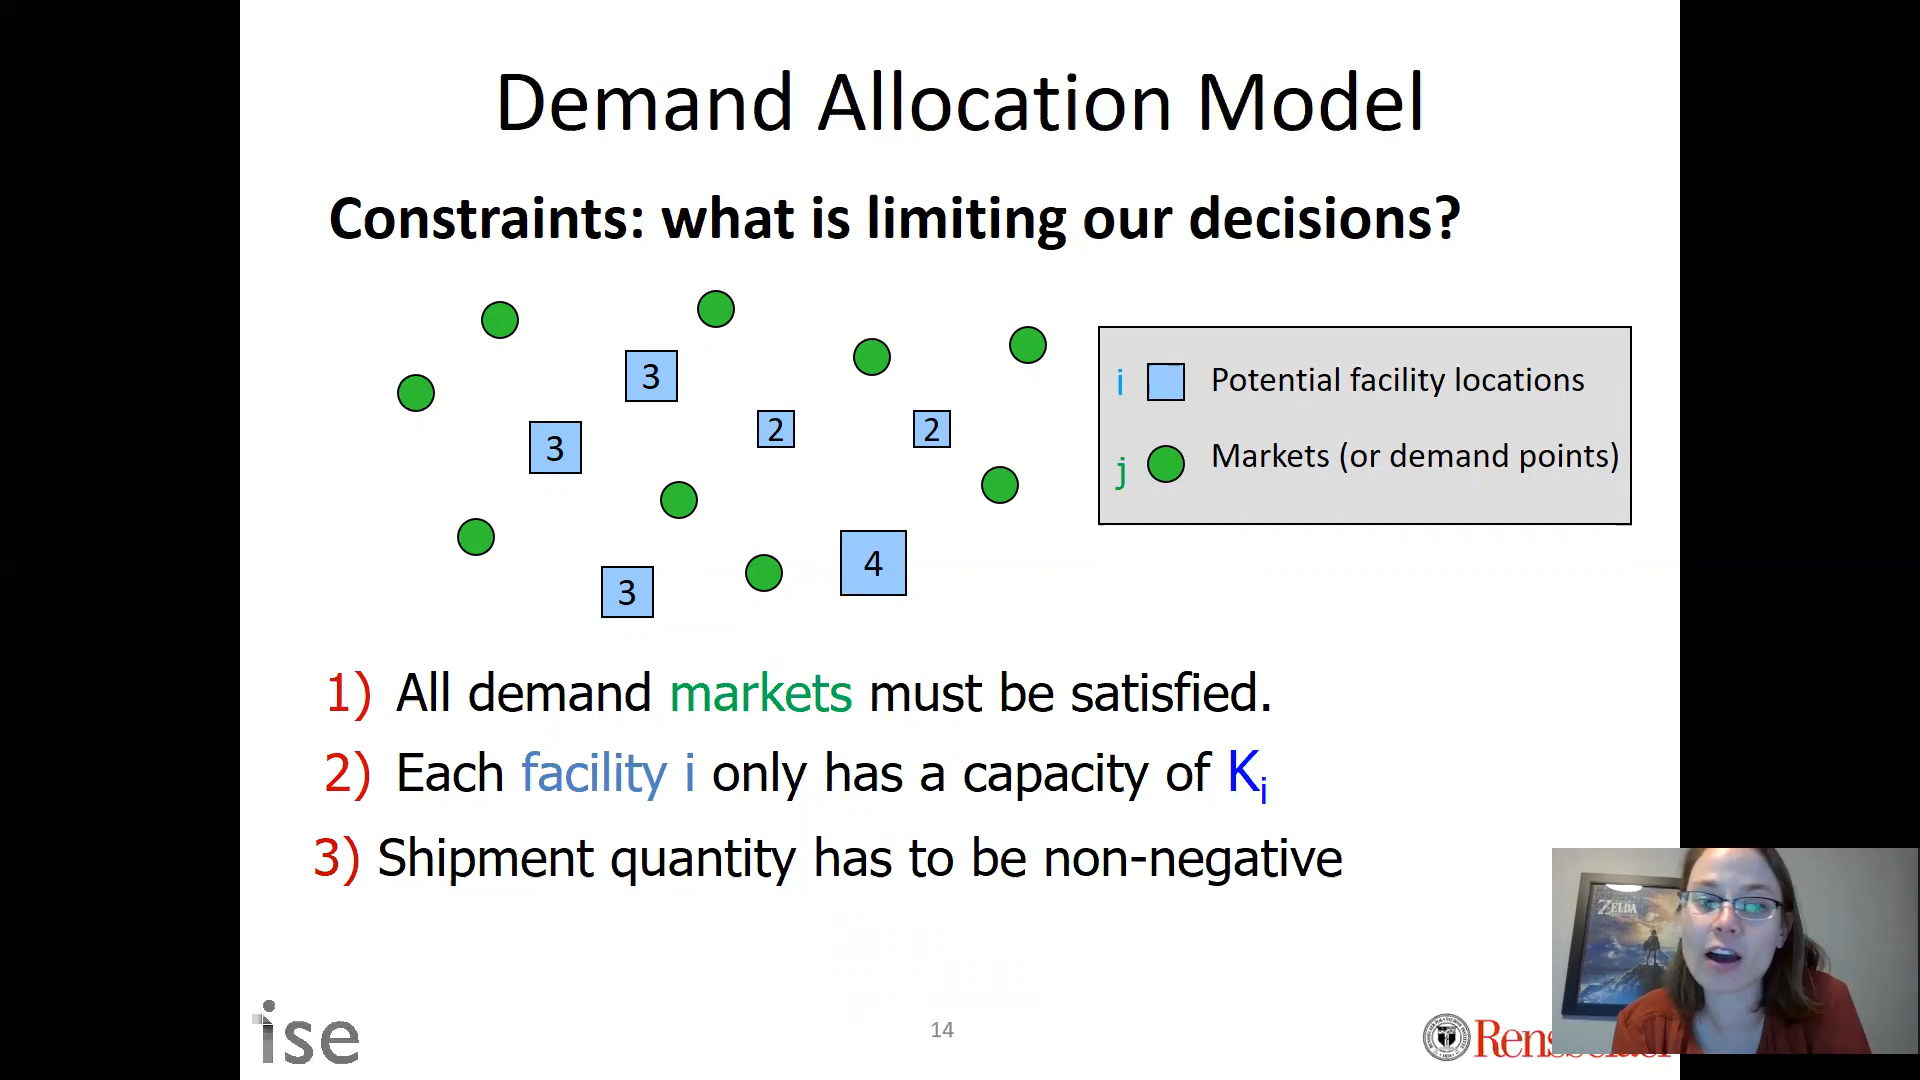 Demand Allocation Model
Constraints: what is limiting our decisions?
3
3
2
2
4
3
i Potential facility locations
j Markets (or demand points)
1) All demand markets must be satisfied.
2) Each facility i only has a capacity of Ki
3) Shipment quantity has to be non-negative
ZELDA
ise
14